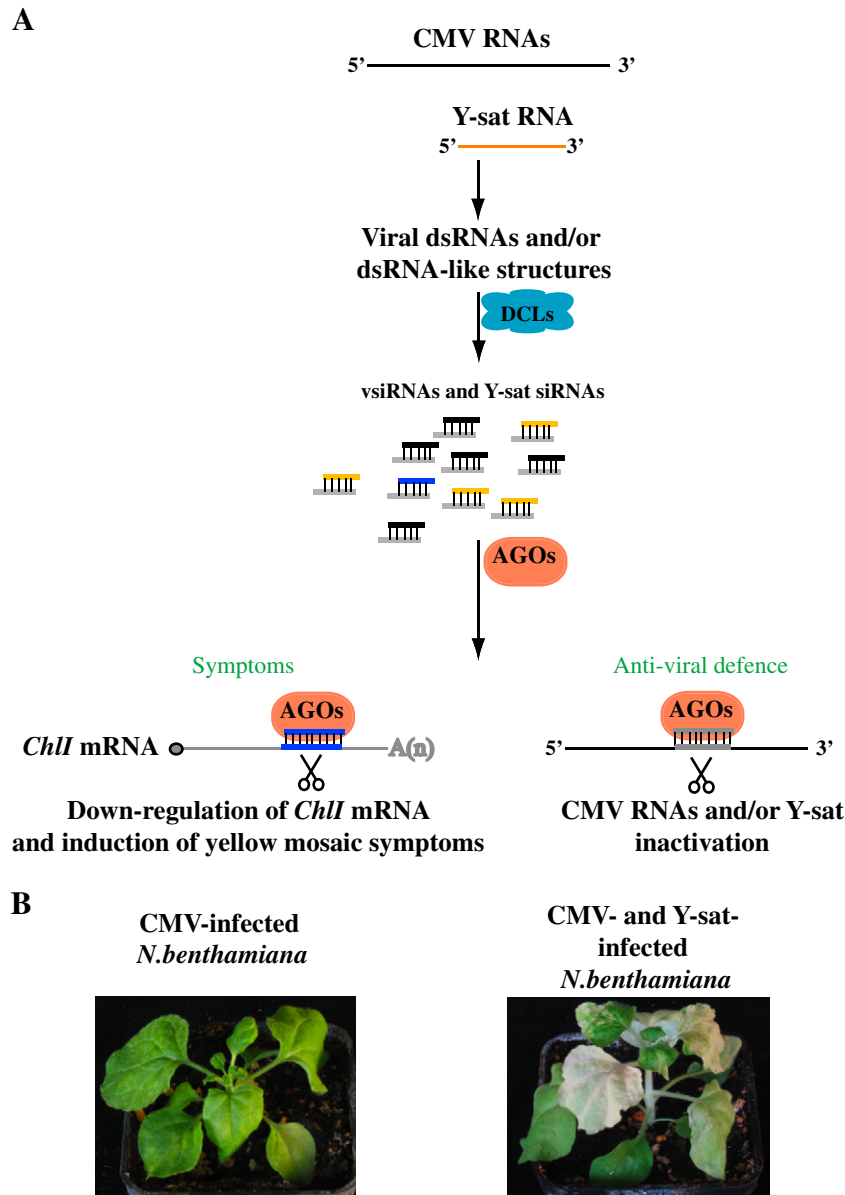 A
CMV RNAs
5’ 3’
Y-sat RNA
5’ 3’
Viral dsRNAs and/or
dsRNA-like structures
DCLs
vsiRNAs and Y-sat siRNAs
AGOs
Symptoms
AGOs
ChlI mRNA A(n)
Down-regulation of ChlI mRNA
and induction of yellow mosaic symptoms
Anti-viral defence
AGOs
5’ 3’
CMV RNAs and/or Y-sat
inactivation
B
CMV-infected
N.benthamiana
CMV- and Y-sat-
infected
N.benthamiana